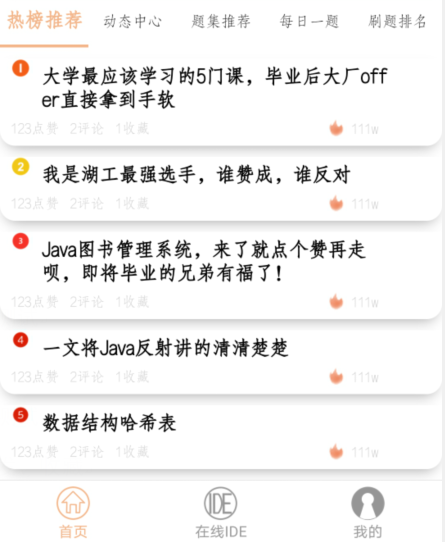 热榜推荐 动态中心 题集推荐 每日一题 刷题排名
1 大学最应该学习的5门课，毕业后大厂off
er直接拿到手软
123点赞 2评论 1收藏 111w
2 我是湖工最强选手，谁赞成，谁反对
123点赞 2评论 1收藏 111w
3 Java图书管理系统，来了就点个赞再走
呗，即将毕业的兄弟有福了！
123点赞 2评论 1收藏 111w
4 一文将Java反射讲的清清楚楚
123点赞 2评论 1收藏 111w
5 数据结构哈希表
123点赞 2评论 1收藏 111w
IDE
首页 在线IDE 我的